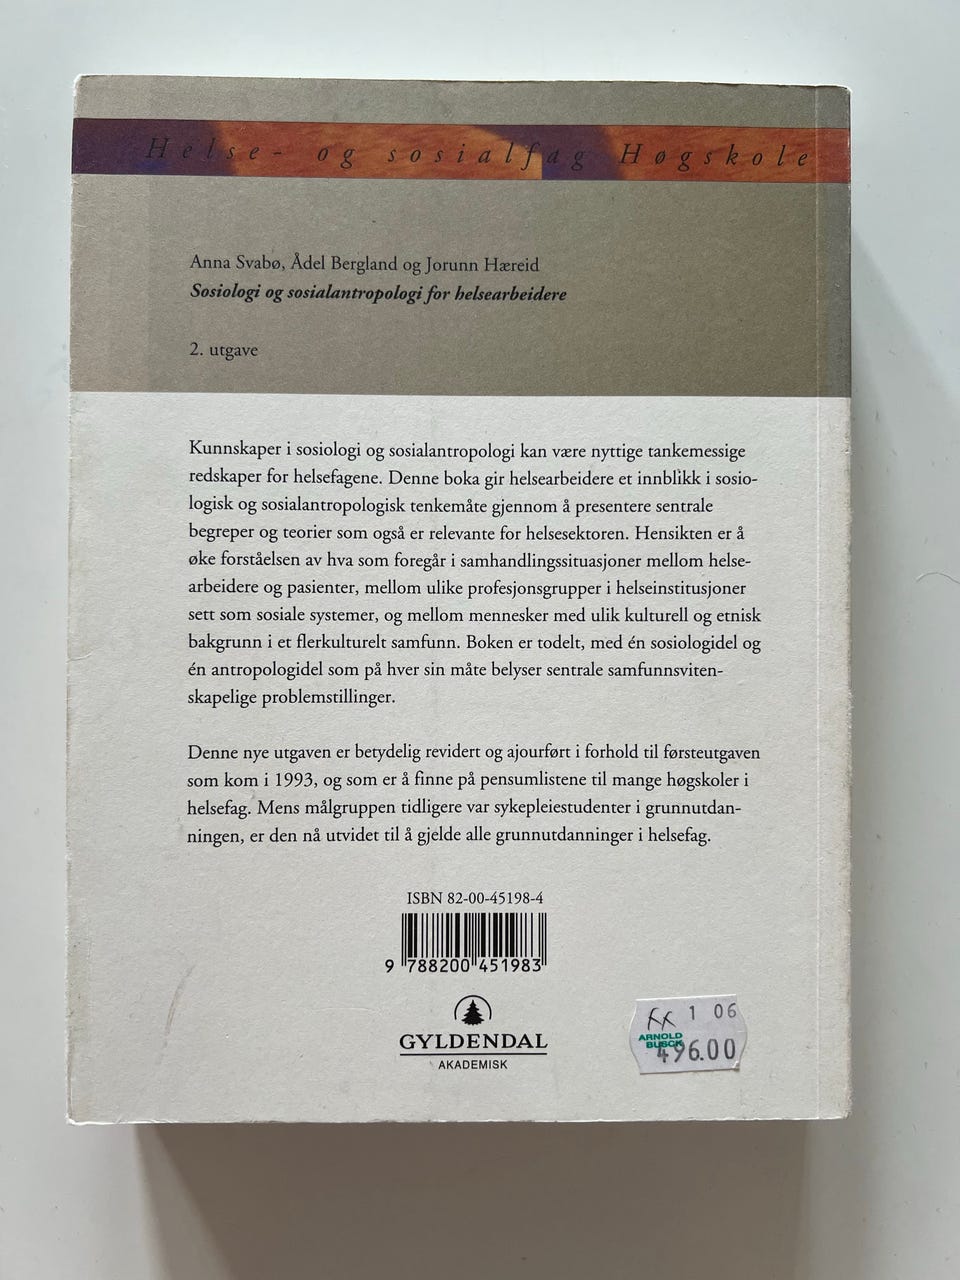 Helse- og sosialfag Høgskole
Anna Svabø, Ådel Bergland og Jorunn Hæreid
Sosiologi og sosialantropologi for helsearbeidere
2. utgave
Kunnskaper i sosiologi og sosialantropologi kan være nyttige tankemessige
redskaper for helsefagene. Denne boka gir helsearbeidere et innblikk i sosio-
logisk og sosialantropologisk tenkemåte gjennom å presentere sentrale
begreper og teorier som også er relevante for helsesektoren. Hensikten er å
øke forståelsen av hva som foregår i samhandlingssituasjoner mellom helse-
arbeidere og pasienter, mellom ulike profesjonsgrupper i helseinstitusjoner
sett som sosiale systemer, og mellom mennesker med ulik kulturell og etnisk
bakgrunn i et flerkulturelt samfunn. Boken er todelt, med én sosiologidel og
én antropologidel som på hver sin måte belyser sentrale samfunnsviten-
skapelige problemstillinger.
Denne nye utgaven er betydelig revidert og ajourført i forhold til førsteutgaven
som kom i 1993, og som er å finne på pensumlistene til mange høgskoler i
helsefag. Mens målgruppen tidligere var sykepleiestudenter i grunnutdan-
ningen, er den nå utvidet til å gjelde alle grunnutdanninger i helsefag.
ISBN 82-00-45198-4
9 788200 451983
GYLDENDAL
AKADEMISK
1 06
ARNOLD
BUSCK
496.00